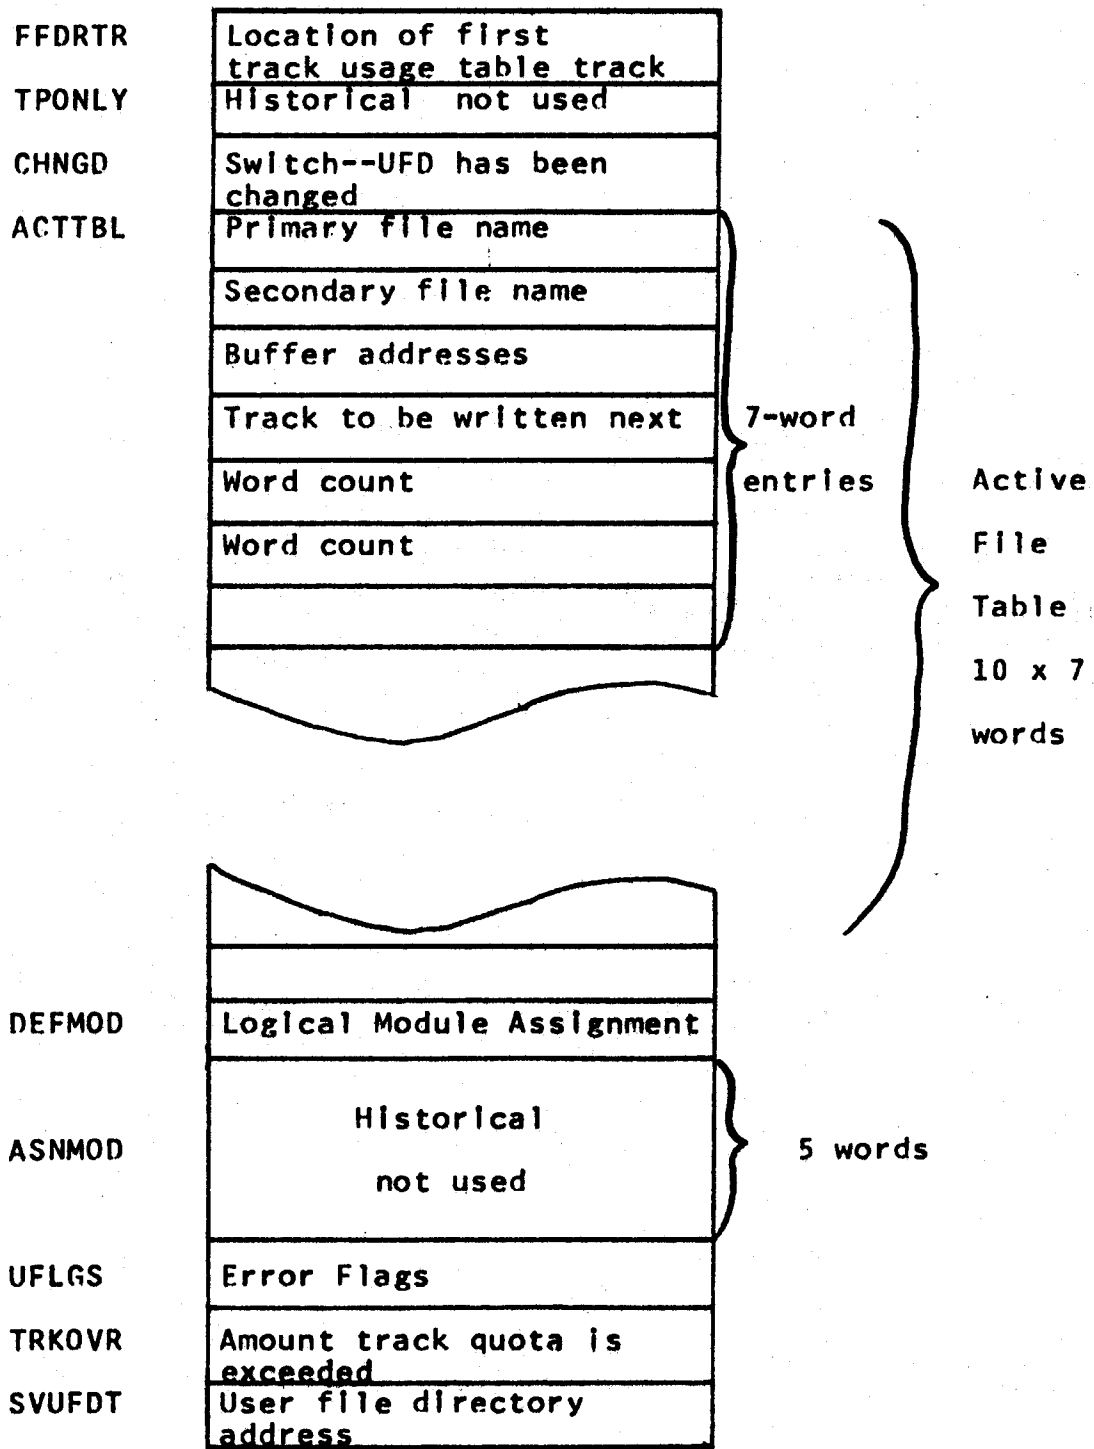 FFDRTR Location of first
track usage table track
TPONLY Historical not used
CHNGD Switch--UFD has been
changed
ACTTBL Primary file name
Secondary file name
Buffer addresses
Track to be written next 7-word
Word count entries Active
Word count File
Table
10 x 7
words
DEFMOD Logical Module Assignment
Historical
ASNMOD 5 words
not used
UFLGS Error Flags
TRKOVR Amount track quota is
exceeded
SVUFDT User file directory
address